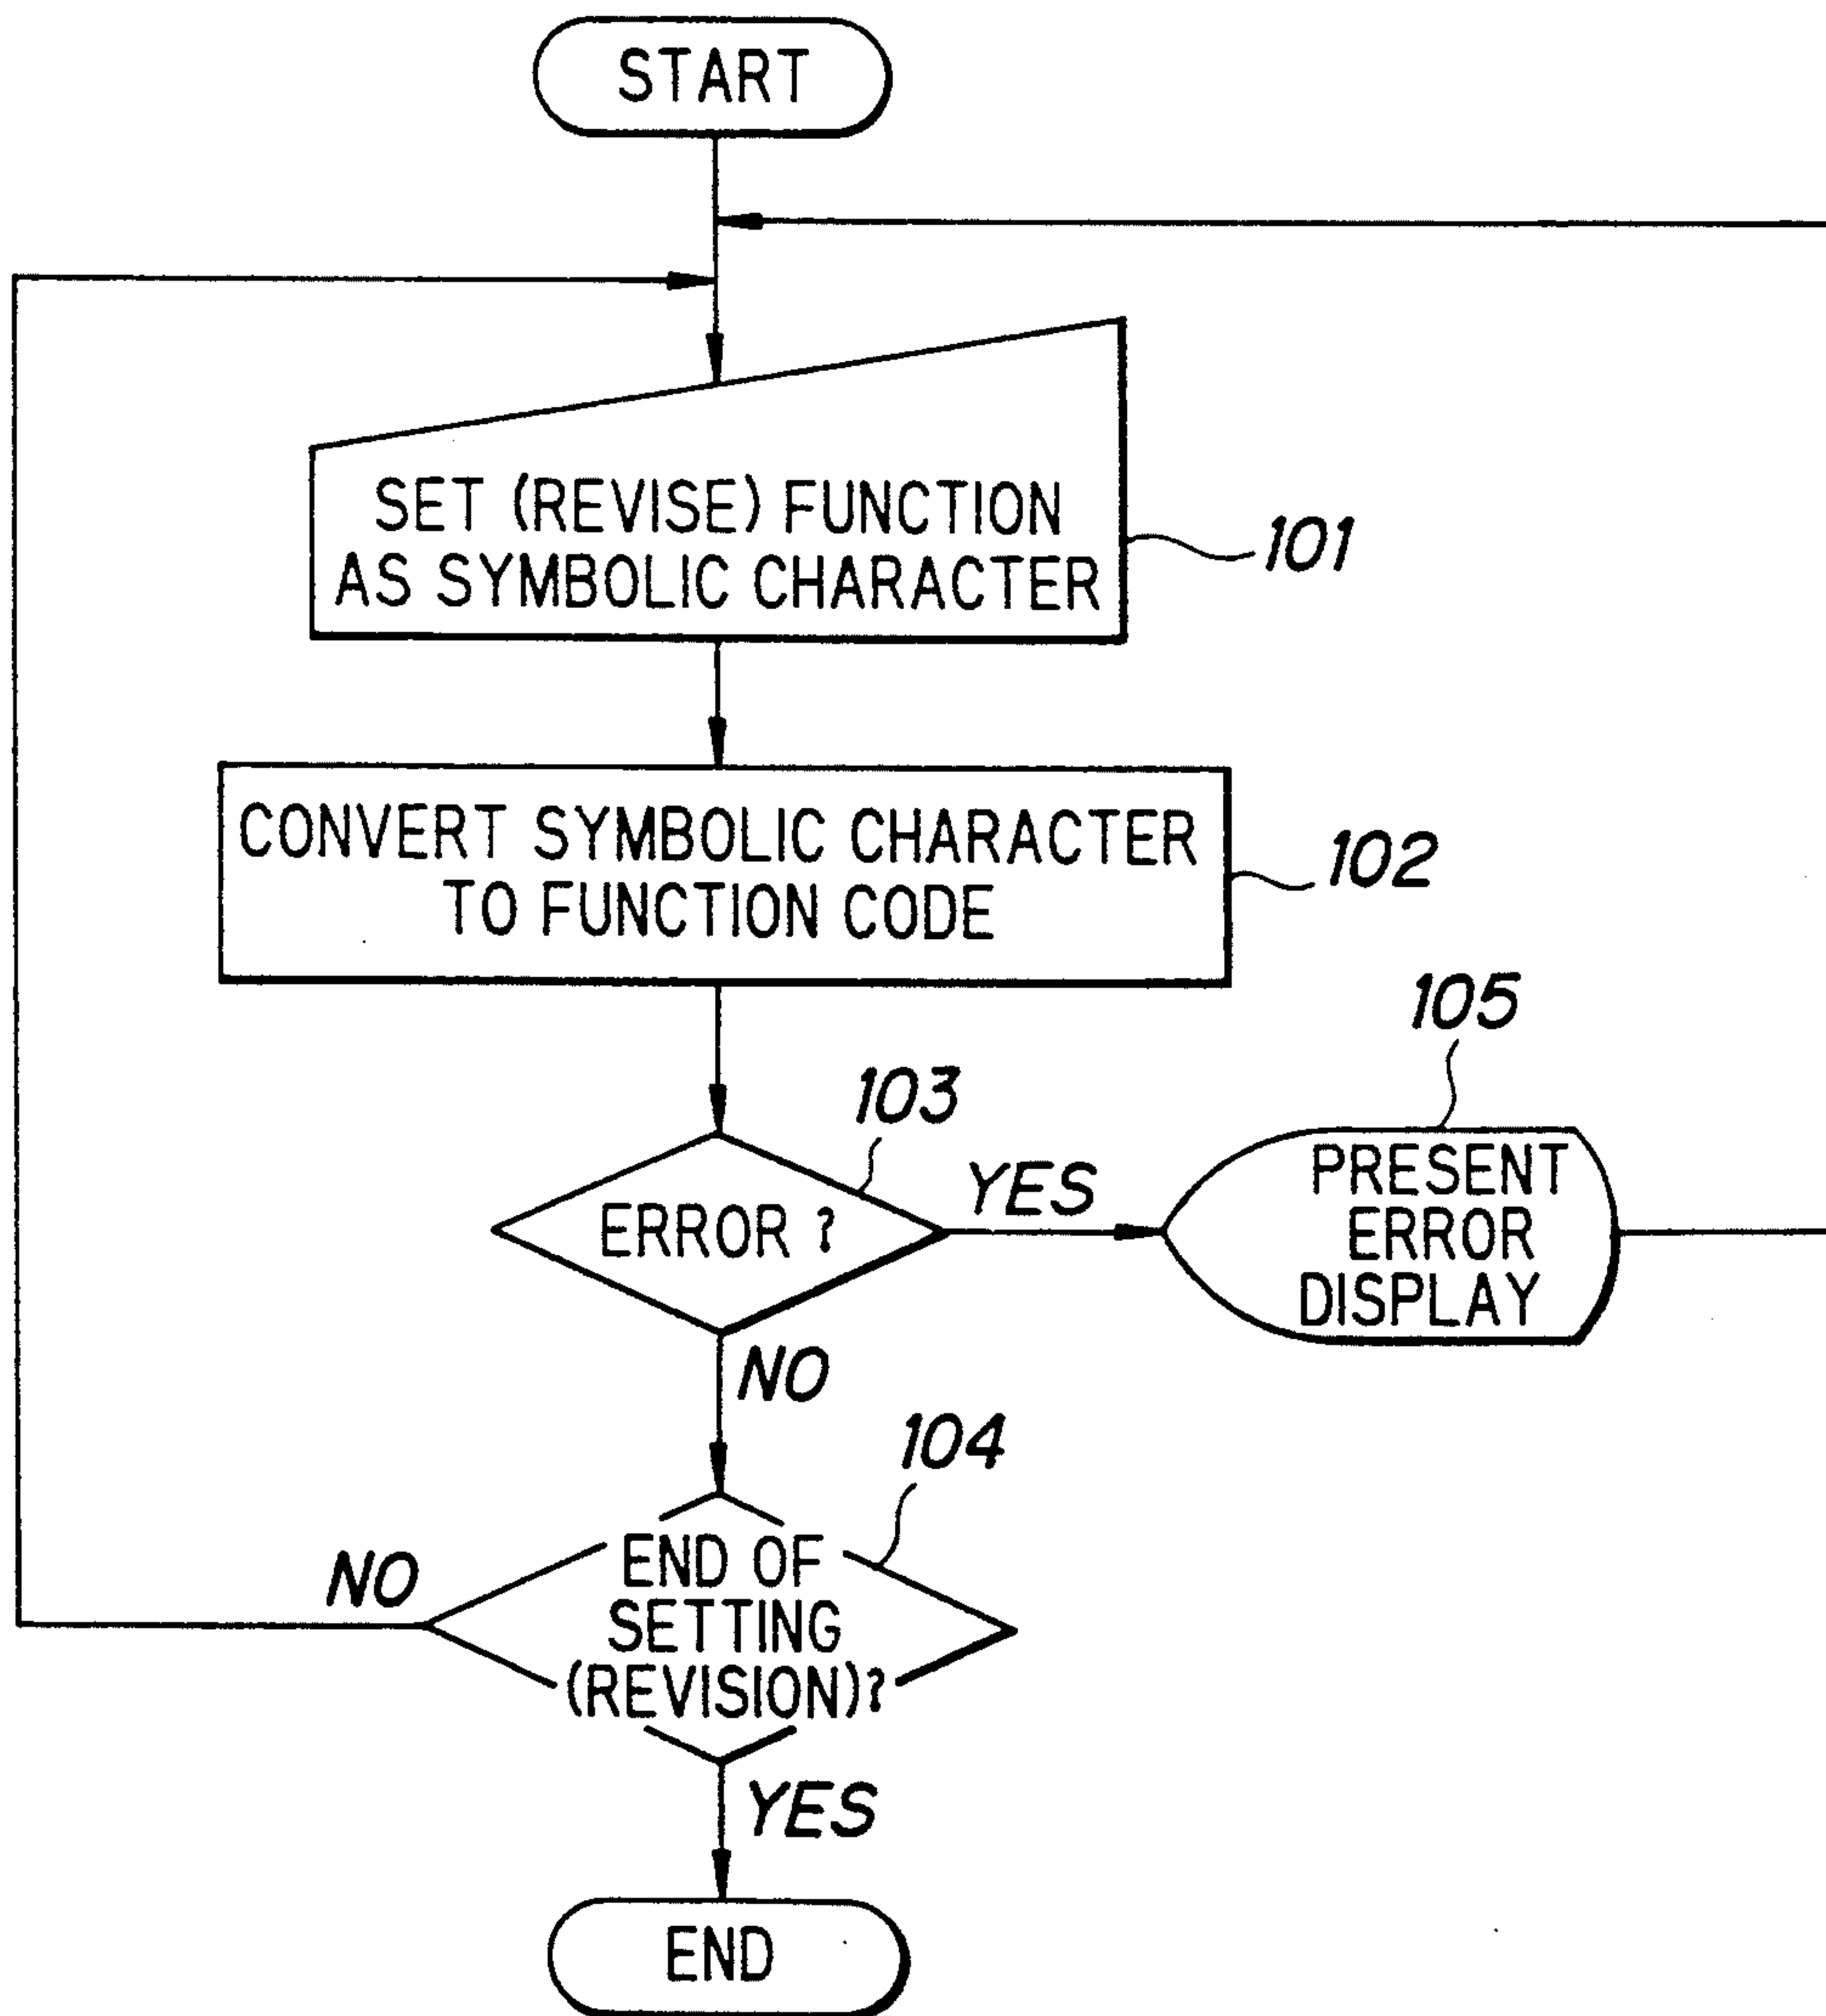 START
SET (REVISE) FUNCTION
AS SYMBOLIC CHARACTER
101
CONVERT SYMBOLIC CHARACTER
TO FUNCTION CODE
102
103
ERROR ?
YES
105
PRESENT
ERROR
DISPLAY
NO
104
END OF
SETTING
(REVISION)?
NO
YES
END